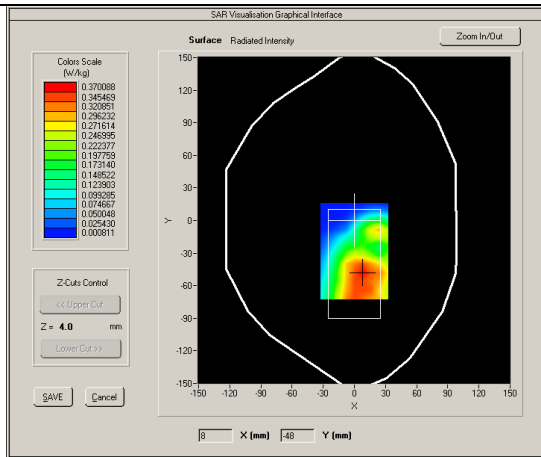 SAR Visualisation Graphical Interface
Surface Radiated Intensity
Zoom In/Out
Colors Scale
(W/kg)
0.370088
0.345469
0.320851
0.296232
0.271614
0.246995
0.222377
0.197759
0.173140
0.148522
0.123903
0.099285
0.074667
0.050048
0.025430
0.000811
Z-Cuts Control
<< Upper Cut
Z = 4.0 mm
Lower Cut >>
SAVE
Cancel
150-
120-
90-
60-
30-
0-
-30-
-60-
-90-
-120-
-150-
Y
-150 -120 -90 -60 -30 0 30 60 90 120 150
X
8 X (mm) -48 Y (mm)